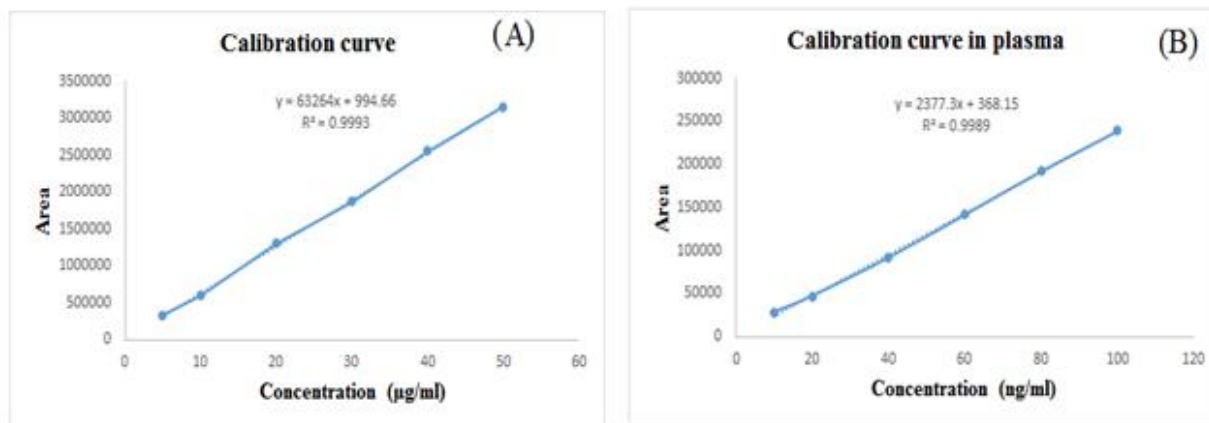 Calibration curve
(A)
y = 63264x + 994.66
R² = 0.9993
3500000
3000000
2500000
2000000
1500000
1000000
500000
0
Area
0 10 20 30 40 50 60
Concentration (µg/ml)
Calibration curve in plasma
(B)
y = 2377.3x + 368.15
R² = 0.9989
300000
250000
200000
150000
100000
50000
0
Area
0 20 40 60 80 100 120
Concentration (ng/ml)